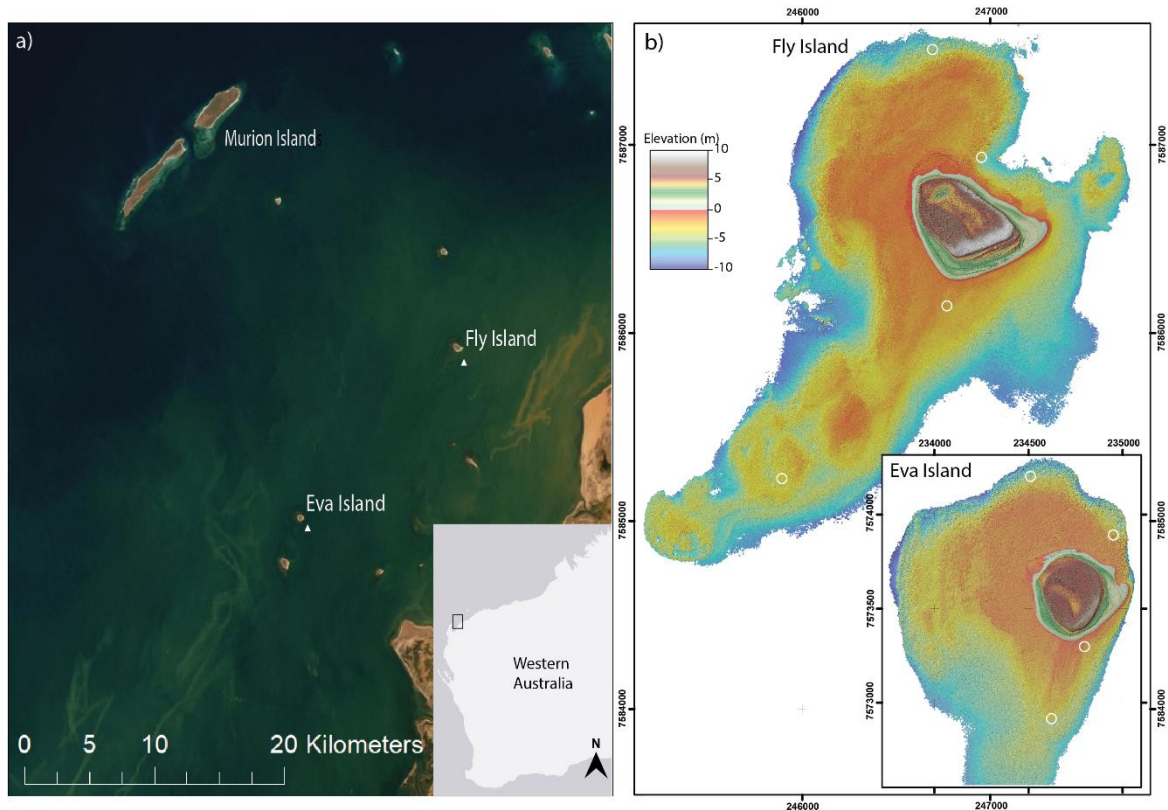 a)
Murion Island
Fly Island
Eva Island
Western
Australia
0 5 10 20 Kilometers
N
b)
246000 247000
Fly Island
Elevation (m)
10
5
0
-5
-10
7587000
7586000
7585000
7584000
7587000
7586000
7585000
7584000
Eva Island
234000 234500 235000
7574000
7573500
7573000
246000 247000